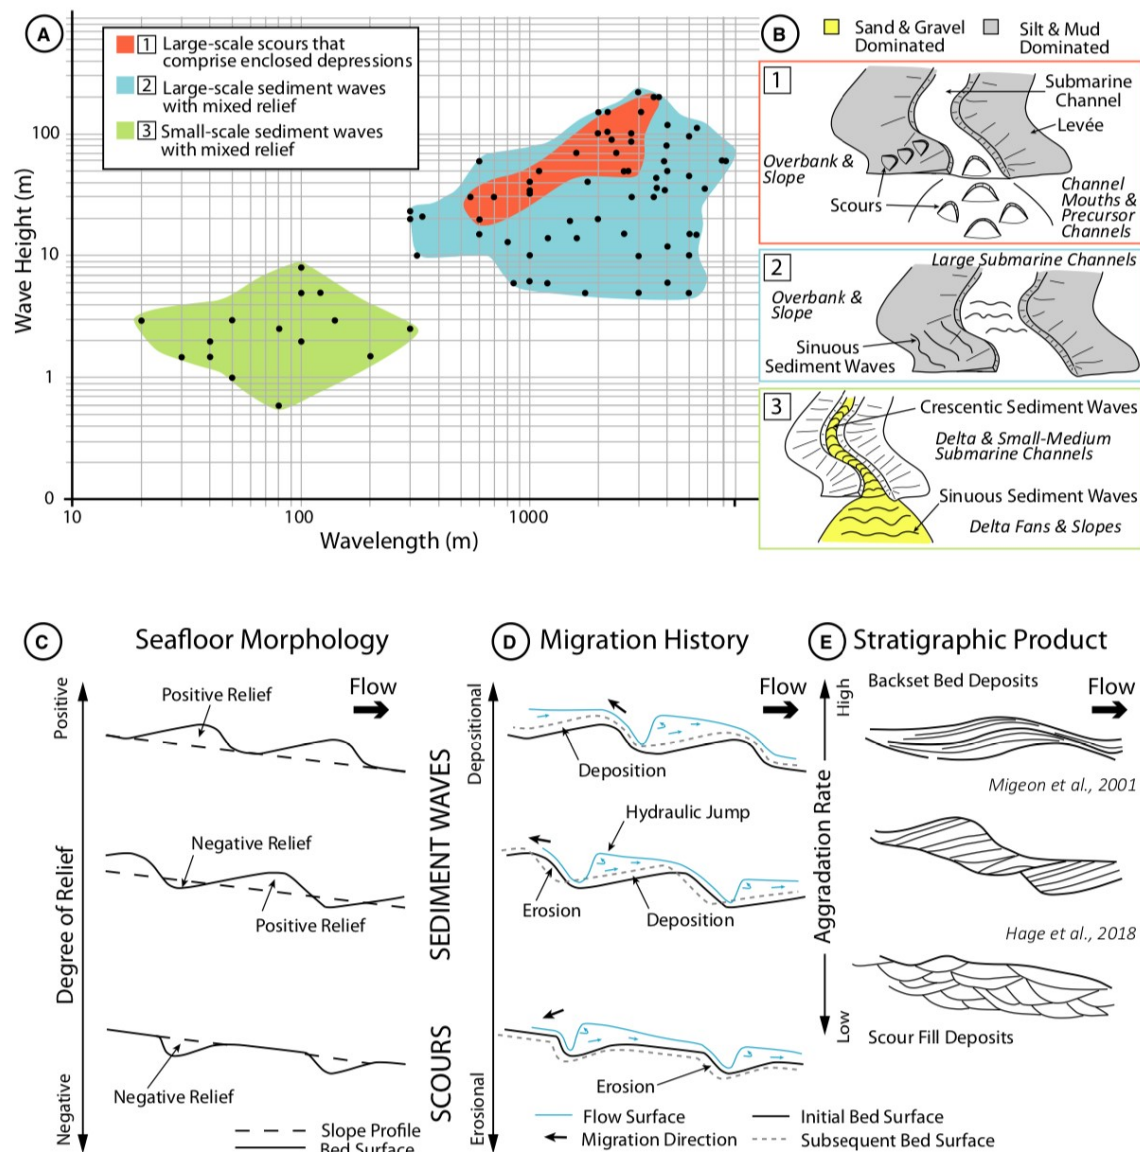 A
1 Large-scale scours that
comprise enclosed depressions
2 Large-scale sediment waves
with mixed relief
3 Small-scale sediment waves
with mixed relief
Wave Height (m)
100
10
1
0
10
100
1000
Wavelength (m)
B
Sand & Gravel
Dominated
Silt & Mud
Dominated
1
Submarine
Channel
Levée
Overbank &
Slope
Scours
Channel
Mouths &
Precursor
Channels
2
Large Submarine Channels
Overbank &
Slope
Sinuous
Sediment Waves
3
Crescentic Sediment Waves
Delta & Small-Medium
Submarine Channels
Sinuous Sediment Waves
Delta Fans & Slopes
C
Seafloor Morphology
Degree of Relief
Positive
Negative
Positive Relief
Flow
Negative Relief
Positive Relief
Negative Relief
Slope Profile
Bed Surface
SEDIMENT WAVES
SCOURS
D
Migration History
Depositional
Erosional
Flow
Deposition
Hydraulic Jump
Erosion
Deposition
Erosion
Flow Surface
Migration Direction
Initial Bed Surface
Subsequent Bed Surface
E
Stratigraphic Product
Aggradation Rate
High
Low
Backset Bed Deposits
Flow
Migeon et al., 2001
Hage et al., 2018
Scour Fill Deposits